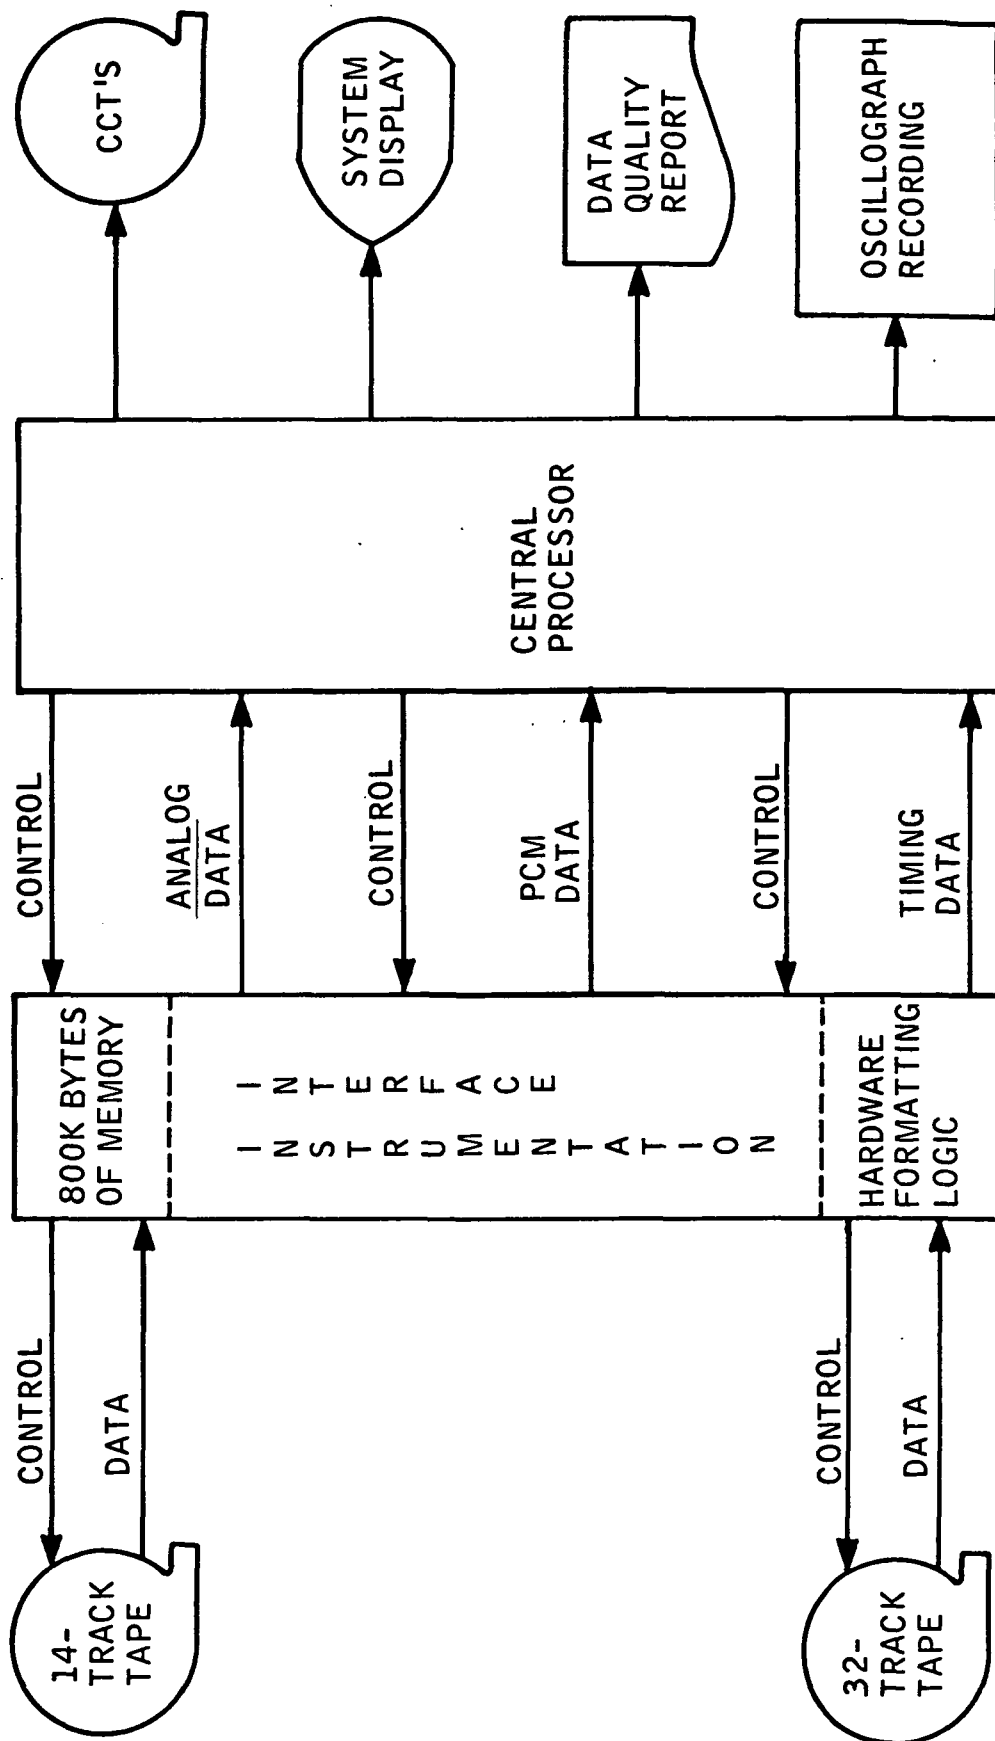 14-
TRACK
TAPE
CONTROL
DATA
32-
TRACK
TAPE
CONTROL
DATA
800K BYTES
OF MEMORY
INTERFACE
INSTRUMENTATION
HARDWARE
FORMATTING
LOGIC
CONTROL
ANALOG
DATA
CONTROL
PCM
DATA
CONTROL
TIMING
DATA
CENTRAL
PROCESSOR
CCT'S
SYSTEM
DISPLAY
DATA
QUALITY
REPORT
OSCILLOGRAPH
RECORDING